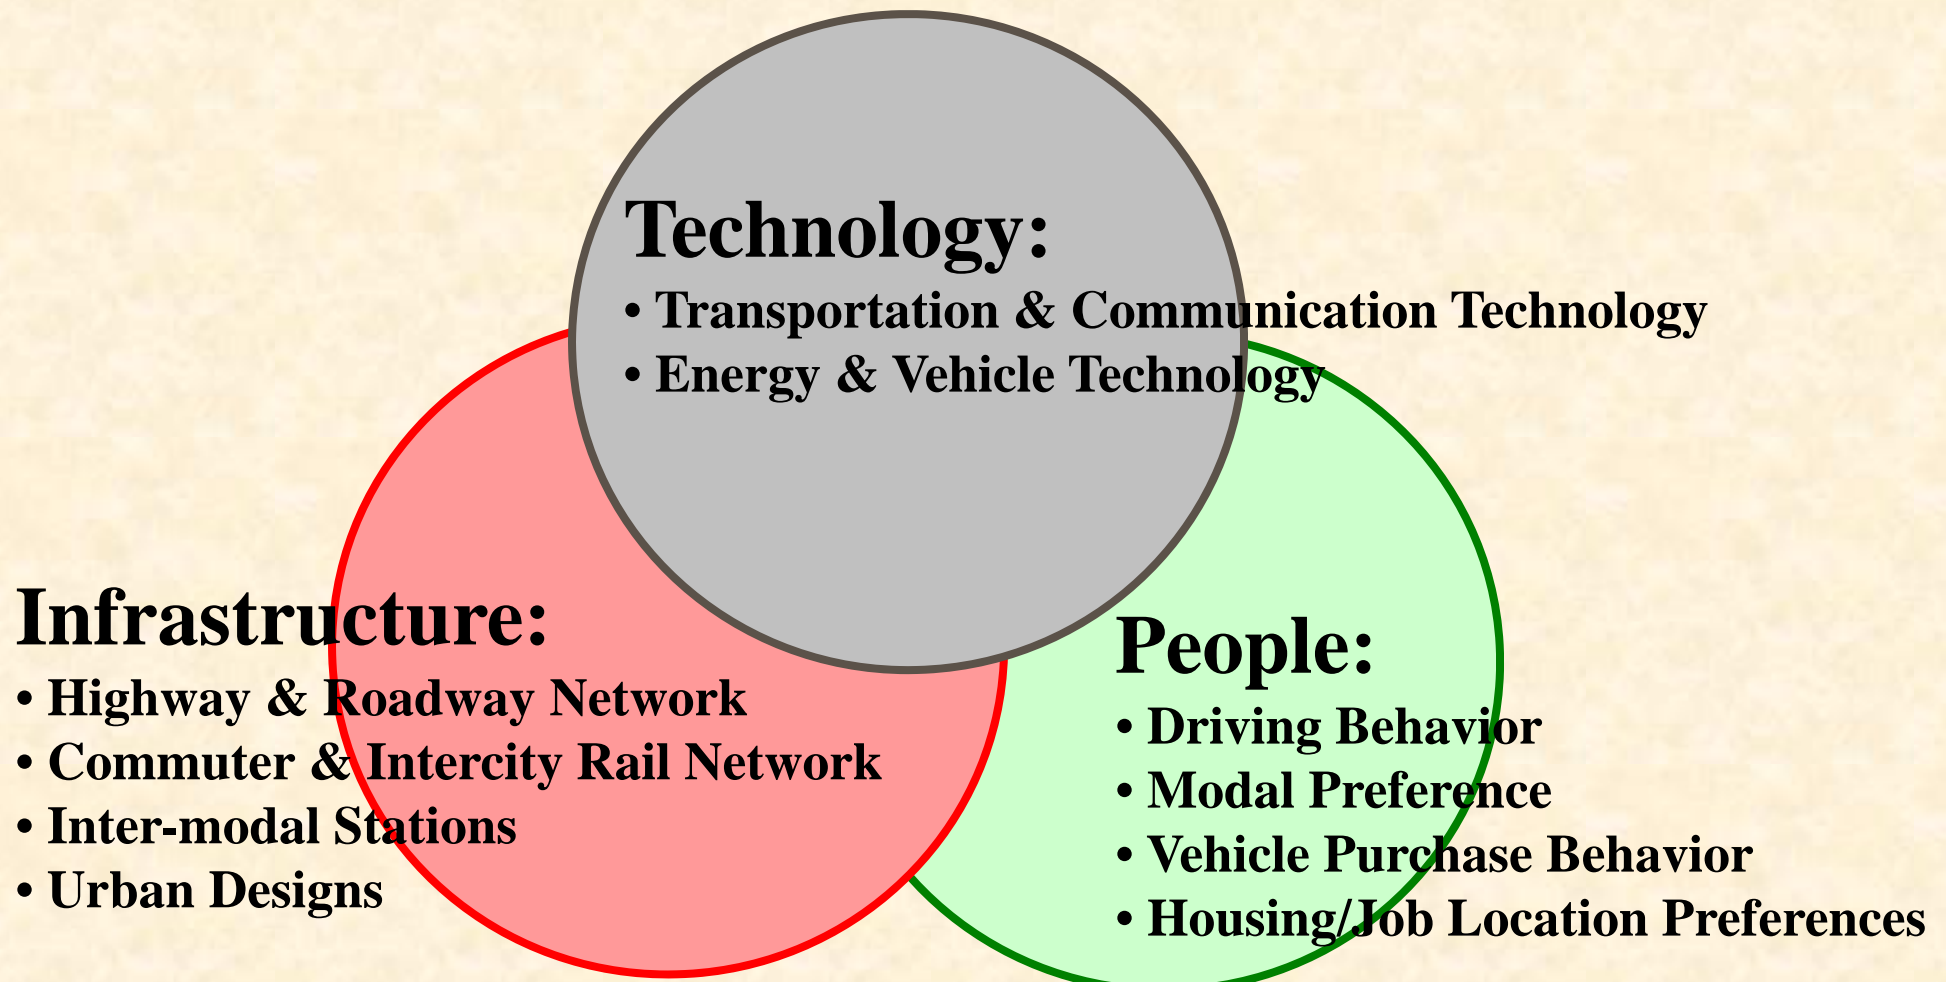 Technology:
• Transportation & Communication Technology
• Energy & Vehicle Technology
Infrastructure:
• Highway & Roadway Network
• Commuter & Intercity Rail Network
• Inter-modal Stations
• Urban Designs
People:
• Driving Behavior
• Modal Preference
• Vehicle Purchase Behavior
• Housing/Job Location Preferences